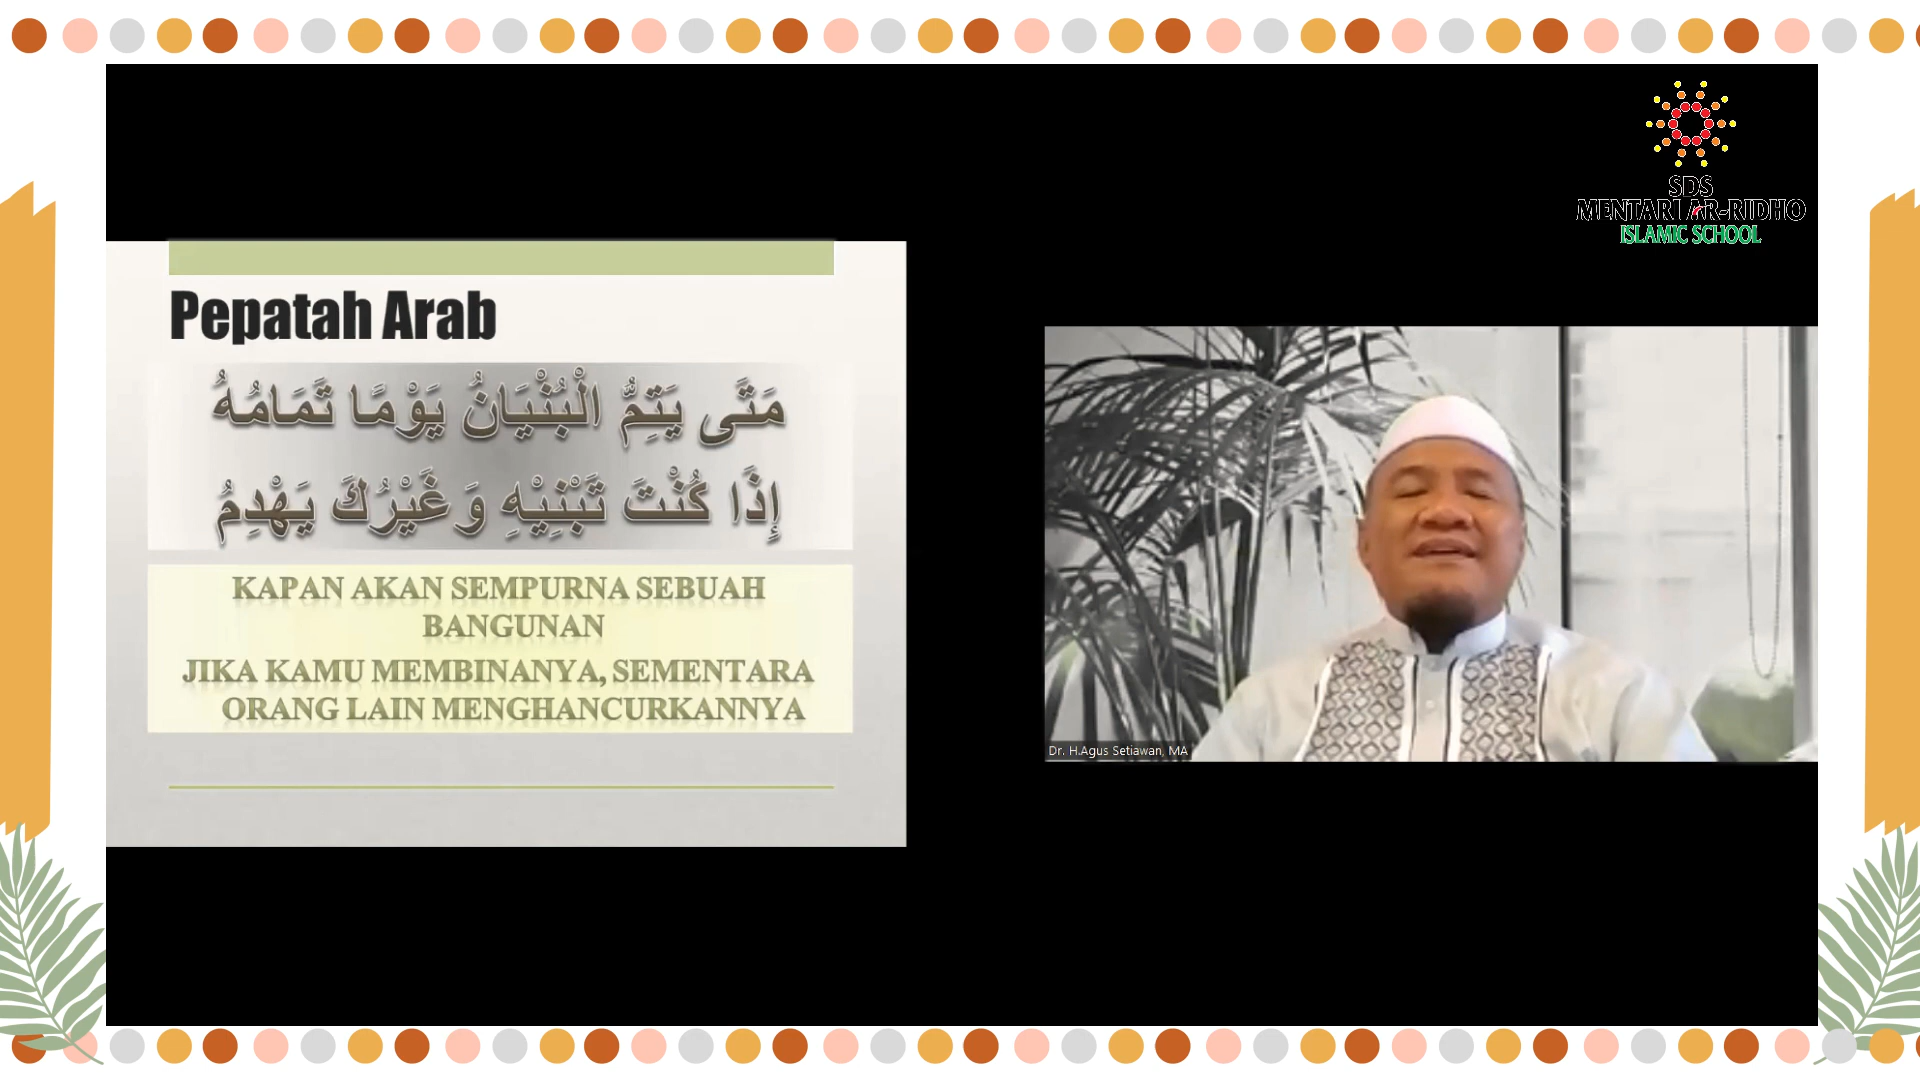 SDS
MENTARI AR-RIDHO
ISLAMIC SCHOOL
Pepatah Arab
مَتَى يَتِمُّ الْبُنْيَانُ يَوْمًا تَمَامُهُ
إِذَا كُنْتَ تَبْنِيْهِ وَغَيْرُكَ يَهْدِمُ
KAPAN AKAN SEMPURNA SEBUAH
BANGUNAN
JIKA KAMU MEMBINANYA, SEMENTARA
ORANG LAIN MENGHANCURKANNYA
Dr. H.Agus Setiawan, MA